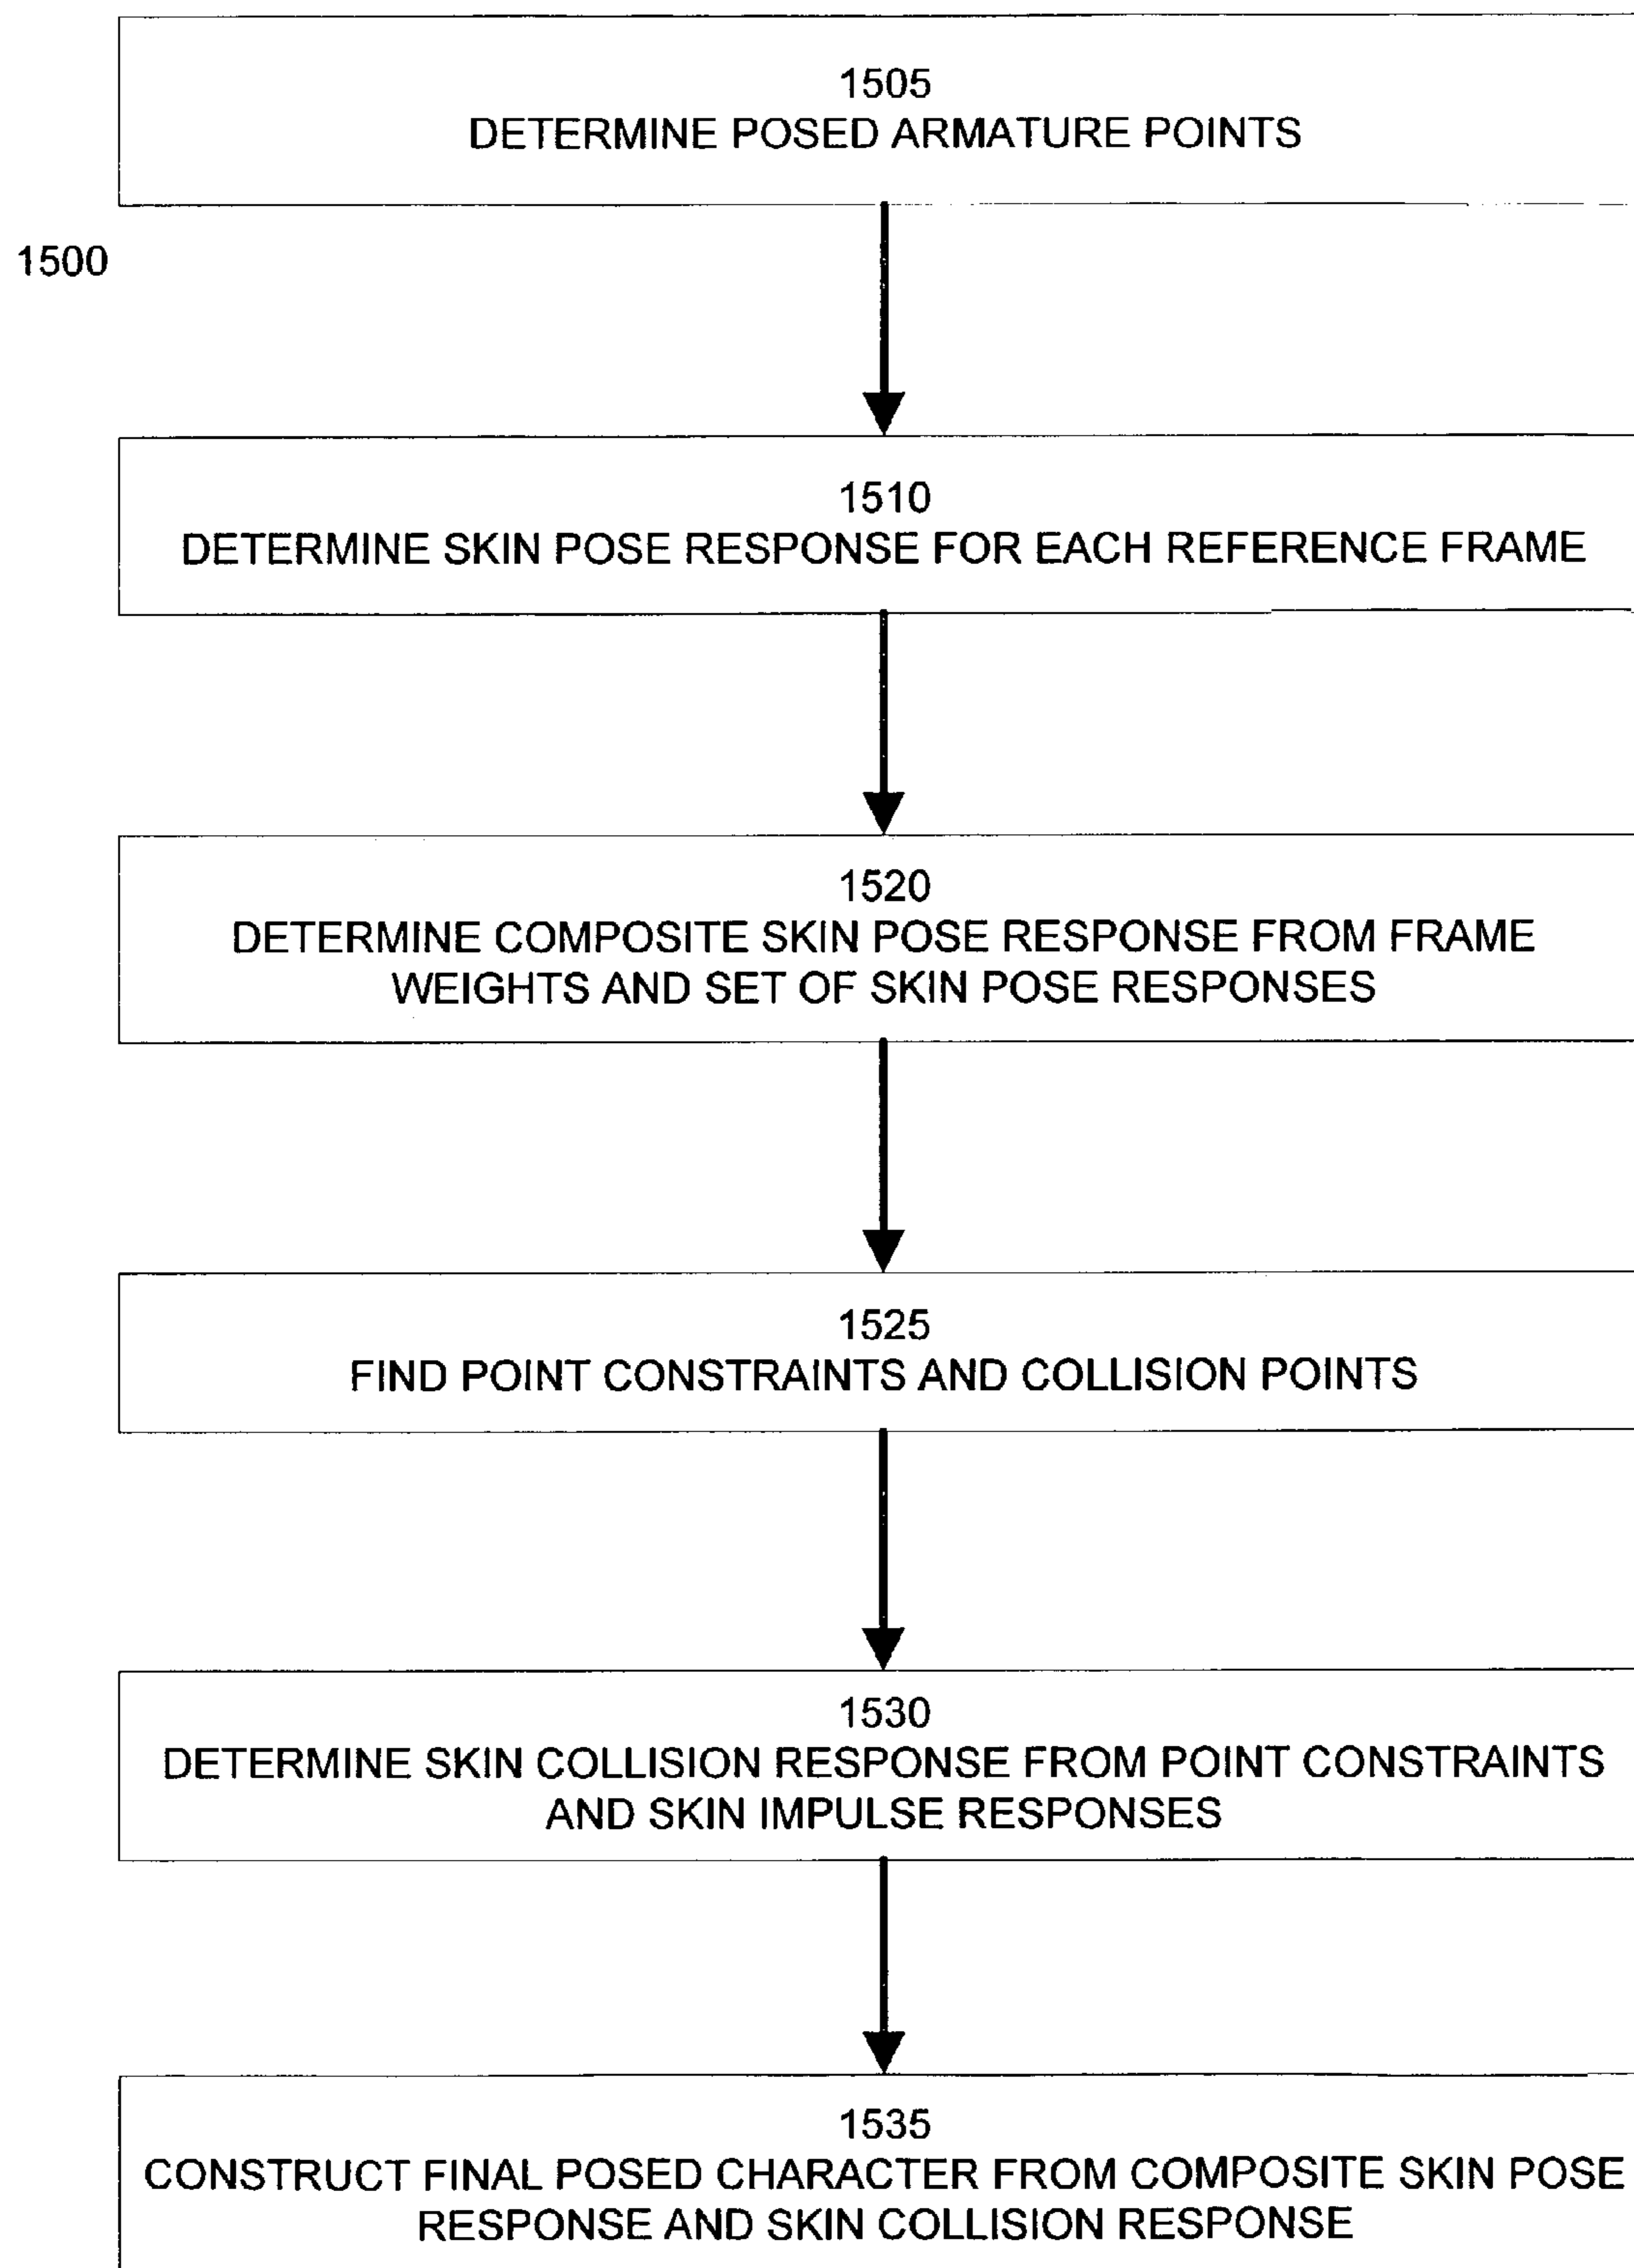 1505
DETERMINE POSED ARMATURE POINTS
1500
1510
DETERMINE SKIN POSE RESPONSE FOR EACH REFERENCE FRAME
1520
DETERMINE COMPOSITE SKIN POSE RESPONSE FROM FRAME
WEIGHTS AND SET OF SKIN POSE RESPONSES
1525
FIND POINT CONSTRAINTS AND COLLISION POINTS
1530
DETERMINE SKIN COLLISION RESPONSE FROM POINT CONSTRAINTS
AND SKIN IMPULSE RESPONSES
1535
CONSTRUCT FINAL POSED CHARACTER FROM COMPOSITE SKIN POSE
RESPONSE AND SKIN COLLISION RESPONSE